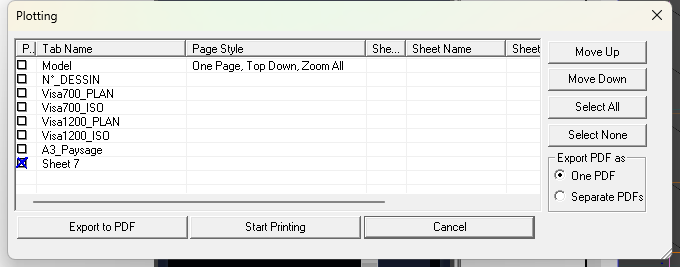 Plotting
P.. Tab Name Page Style She... Sheet Name Sheet
Model One Page, Top Down, Zoom All
N°_DESSIN
Visa700_PLAN
Visa700_ISO
Visa1200_PLAN
Visa1200_ISO
A3_Paysage
Sheet 7
Move Up
Move Down
Select All
Select None
Export PDF as
One PDF
Separate PDFs
Export to PDF
Start Printing
Cancel